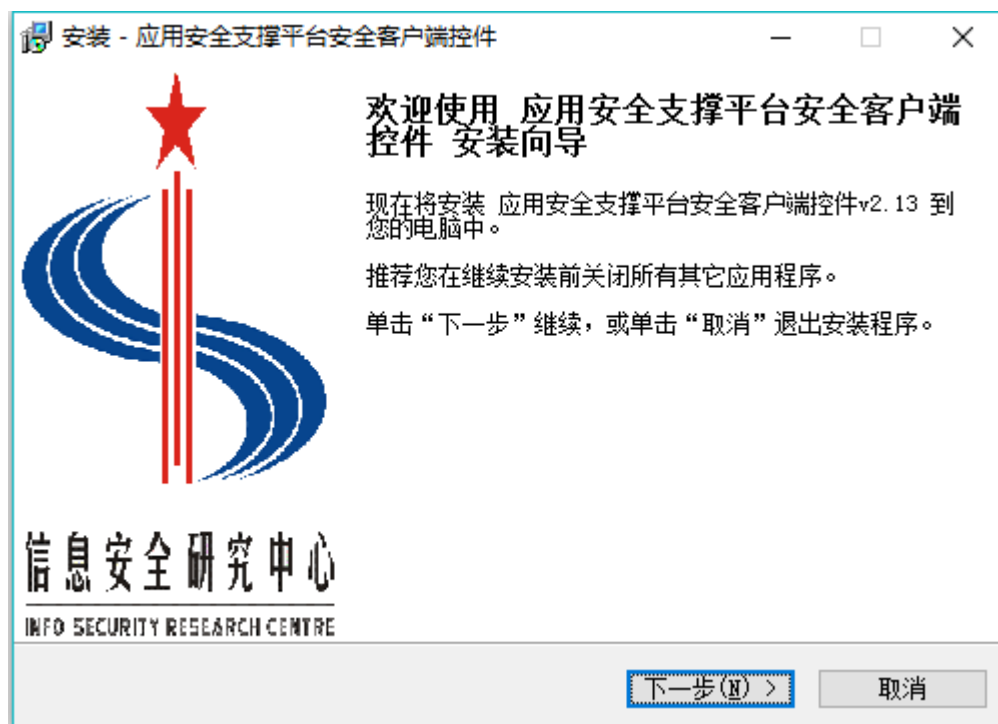 安装 - 应用安全支撑平台安全客户端控件
欢迎使用 应用安全支撑平台安全客户端
控件 安装向导
现在将安装 应用安全支撑平台安全客户端控件v2.13 到
您的电脑中。
推荐您在继续安装前关闭所有其它应用程序。
单击“下一步”继续，或单击“取消”退出安装程序。
信息安全研究中心
INFO SECURITY RESEARCH CENTRE
下一步(N) >
取消